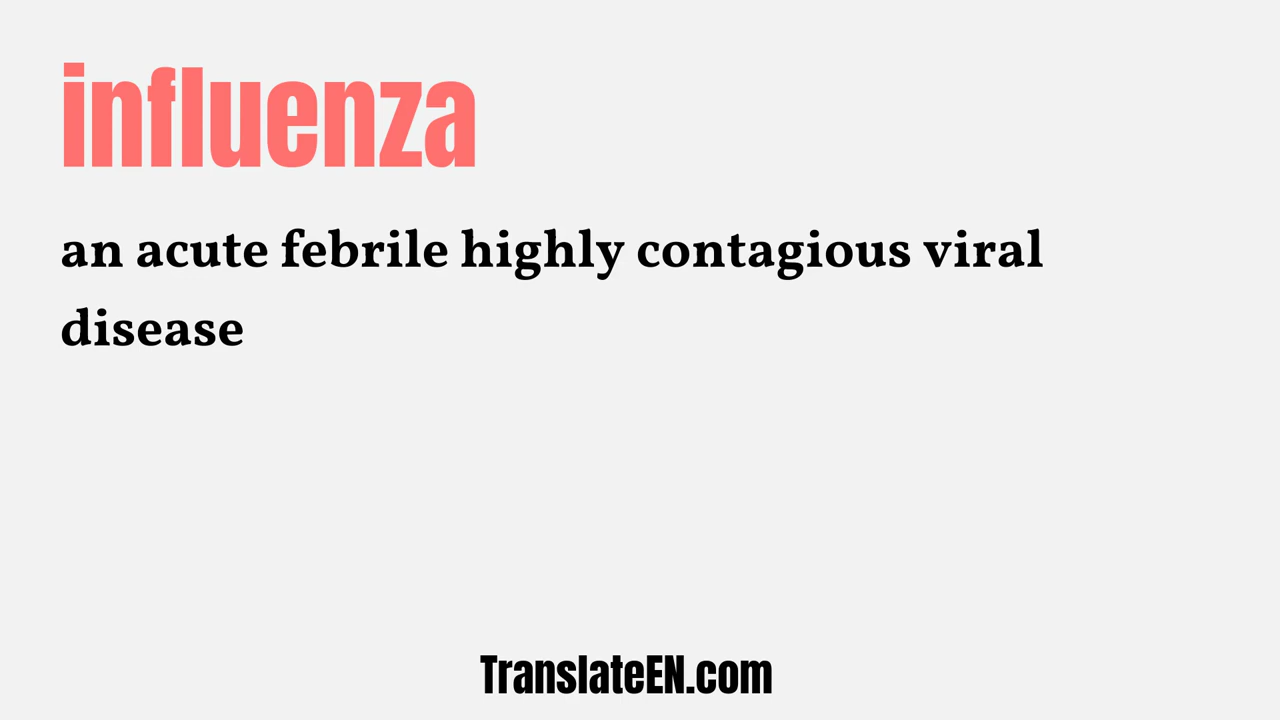 influenza
an acute febrile highly contagious viral
disease
TranslateEN.com